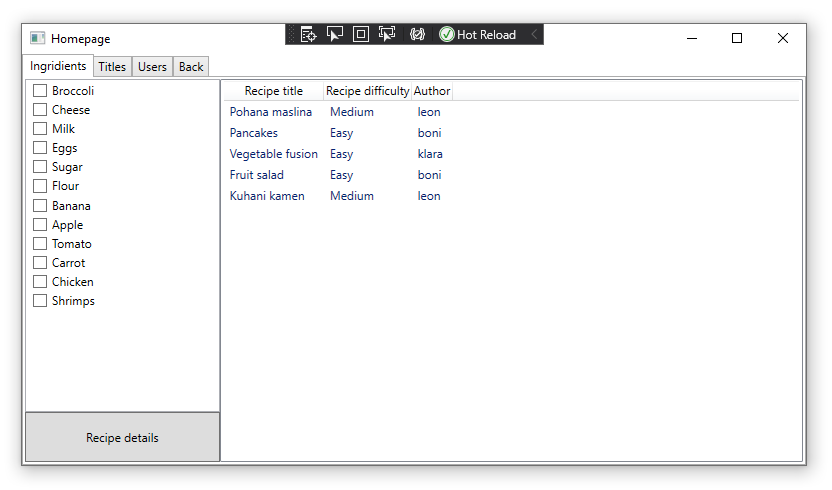 Homepage
Hot Reload
Ingridients Titles Users Back
Broccoli
Cheese
Milk
Eggs
Sugar
Flour
Banana
Apple
Tomato
Carrot
Chicken
Shrimps
Recipe details
Recipe title Recipe difficulty Author
Pohana maslina Medium leon
Pancakes Easy boni
Vegetable fusion Easy klara
Fruit salad Easy boni
Kuhani kamen Medium leon